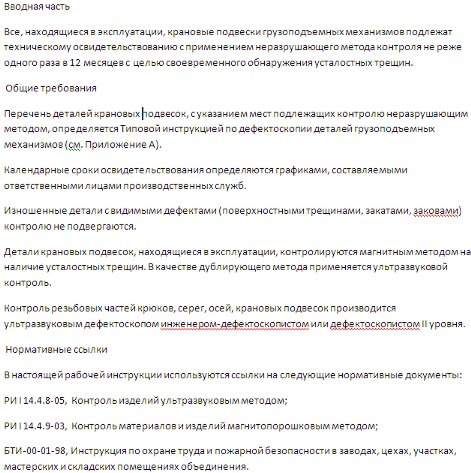 Вводная часть
Все, находящиеся в эксплуатации, крановые подвески грузоподъемных механизмов подлежат
техническому освидетельствованию с применением неразрушающего метода контроля не реже
одного раза в 12 месяцев с целью своевременного обнаружения усталостных трещин.
Общие требования
Перечень деталей крановых подвесок, с указанием мест подлежащих контролю неразрушающим
методом, определяется Типовой инструкцией по дефектоскопии деталей грузоподъемных
механизмов (см. Приложение А).
Календарные сроки освидетельствования определяются графиками, составляемыми
ответственными лицами производственных служб.
Изношенные детали с видимыми дефектами (поверхностными трещинами, закатами, заковами)
контролю не подвергаются.
Детали крановых подвесок, находящиеся в эксплуатации, контролируются магнитным методом на
наличие усталостных трещин. В качестве дублирующего метода применяется ультразвуковой
контроль.
Контроль резьбовых частей крюков, серег, осей, крановых подвесок производится
ультразвуковым дефектоскопом инженером-дефектоскопистом или дефектоскопистом II уровня.
Нормативные ссылки
В настоящей рабочей инструкции используются ссылки на следующие нормативные документы:
РИ I 14.4.8-05, Контроль изделий ультразвуковым методом;
РИ I 14.4.9-03, Контроль материалов и изделий магнитопорошковым методом;
БТИ-00-01-98, Инструкция по охране труда и пожарной безопасности в заводах, цехах, участках,
мастерских и складских помещениях объединения.